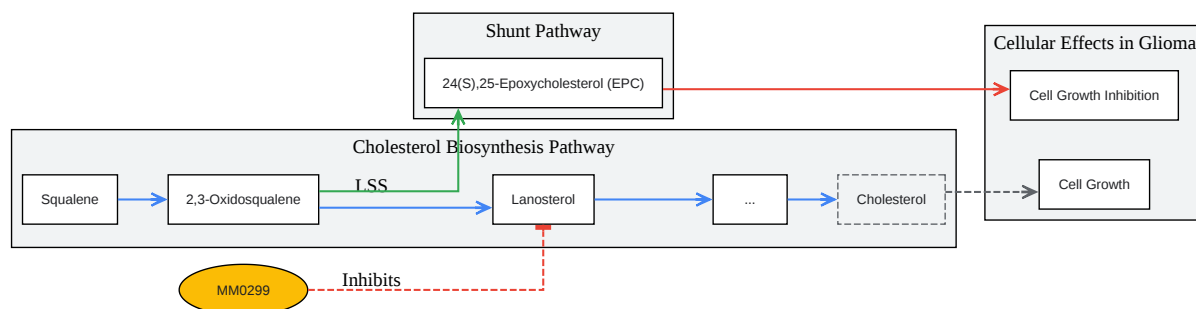 Shunt Pathway
24(S),25-Epoxycholesterol (EPC)
Cellular Effects in Glioma
Cell Growth Inhibition
Cell Growth
Cholesterol Biosynthesis Pathway
Squalene
2,3-Oxidosqualene
LSS
Lanosterol
...
Cholesterol
MM0299
Inhibits